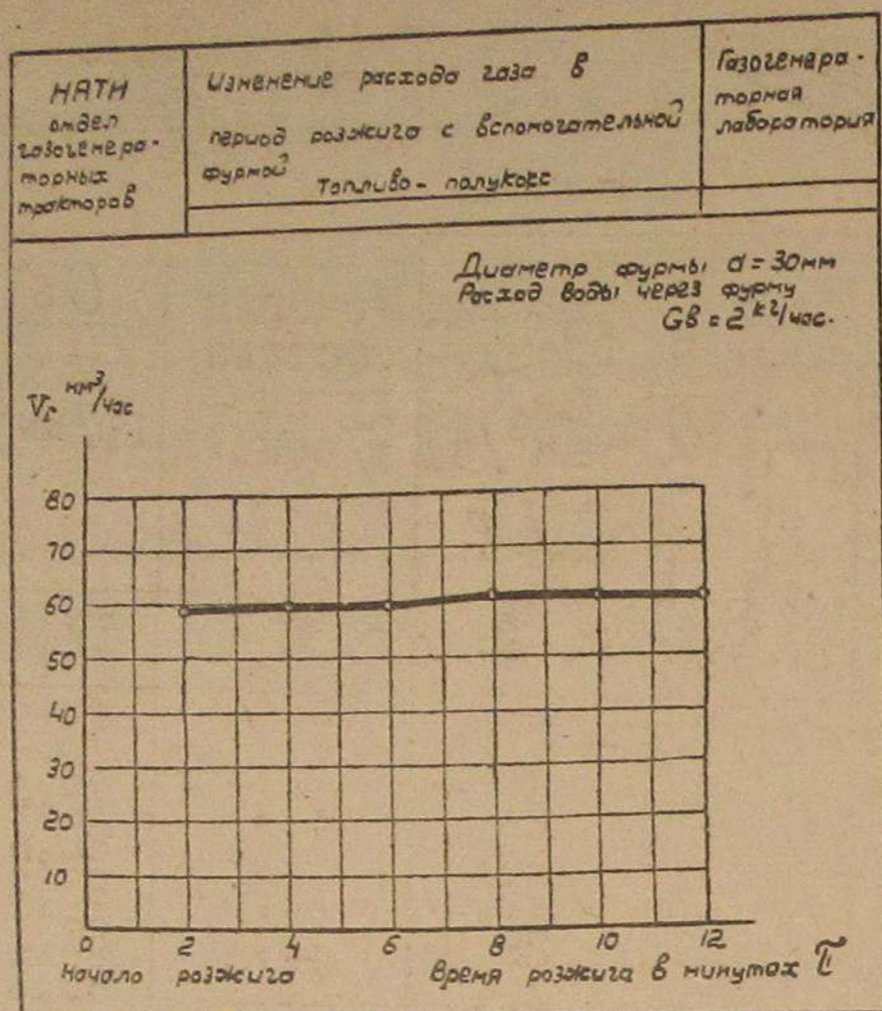 НАТИ
отдел
газогенера-
торных
тракторов
Изменение расхода газа в
период розжига с вспомогательной
фурмой
Топливо - полукокс
Газогенера-
торная
лаборатория
Диаметр фурмы d = 30мм
Расход воды через фурму
Gв = 2 кг/час.
Vг нм³/час
80
70
60
50
40
30
20
10
0 2 4 6 8 10 12
Начало розжига Время розжига в минутах τ